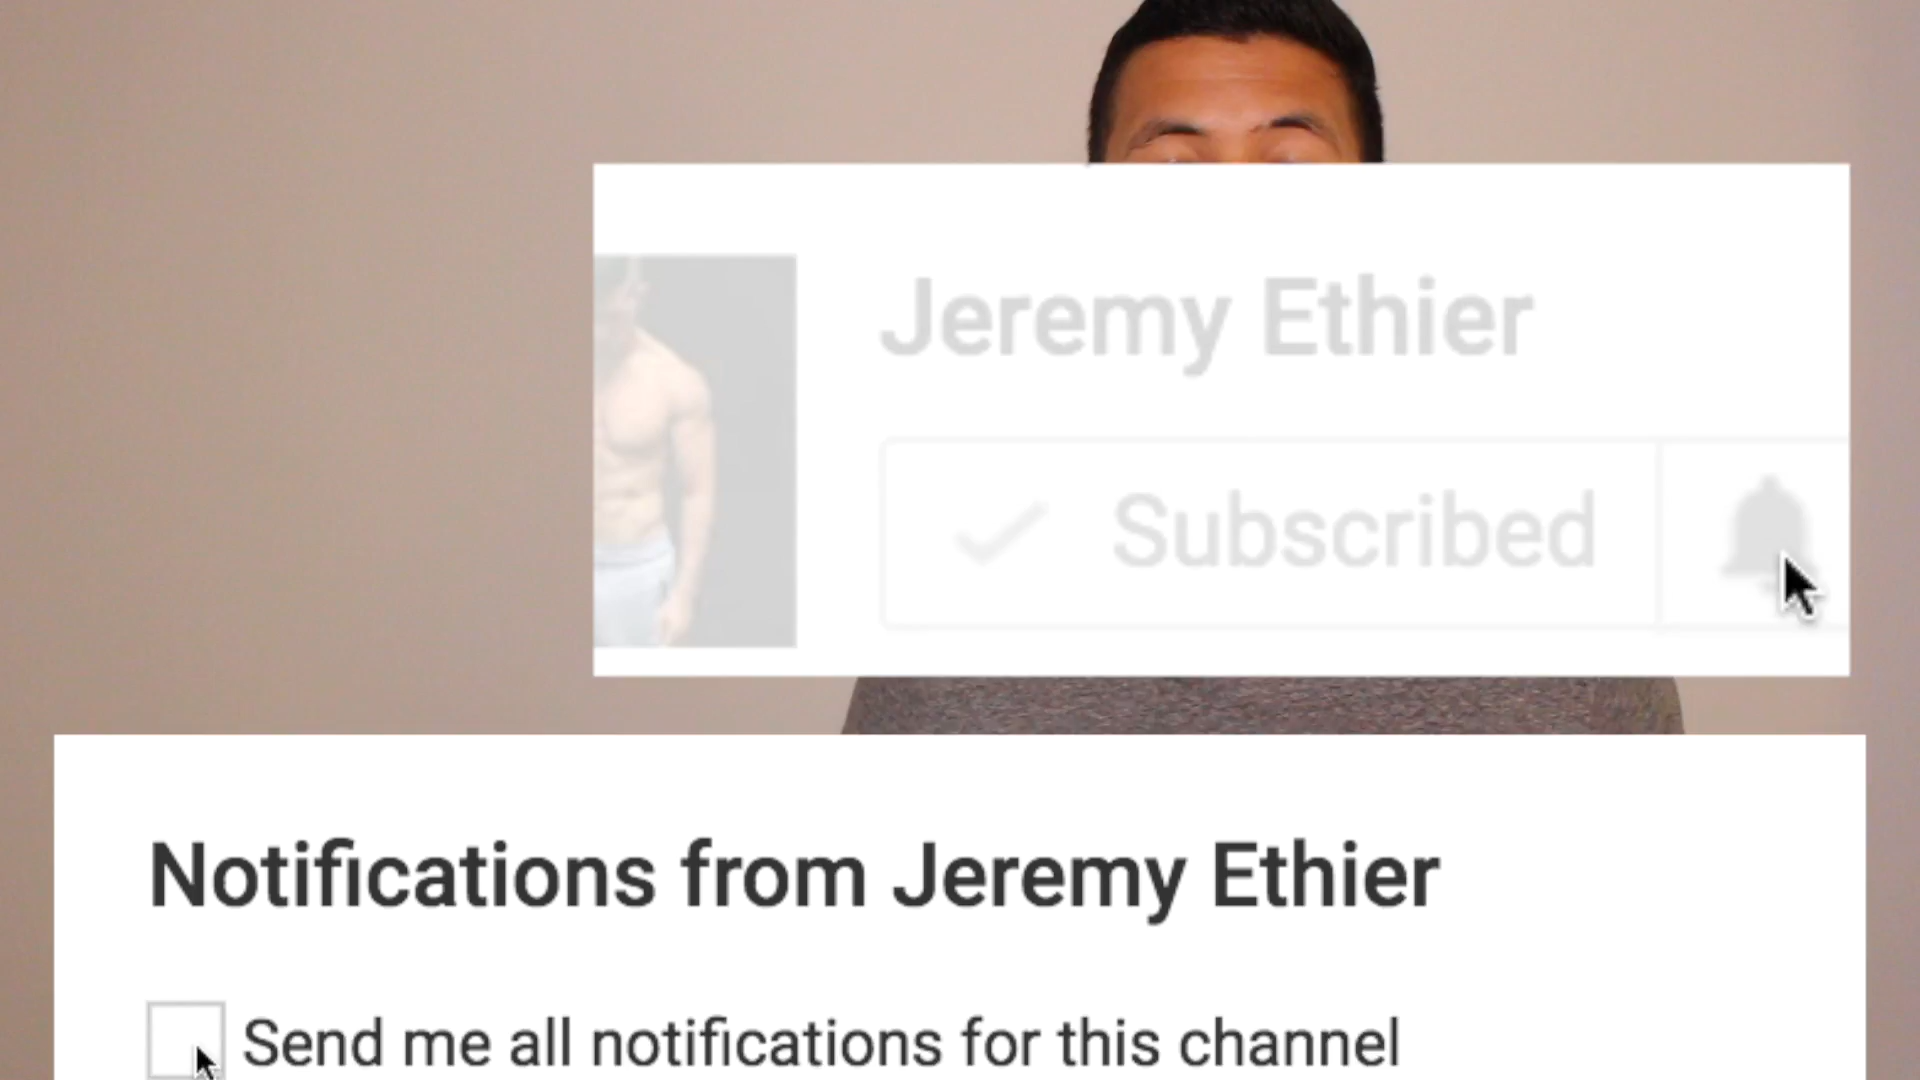 Jeremy Ethier
Subscribed
Notifications from Jeremy Ethier
Send me all notifications for this channel